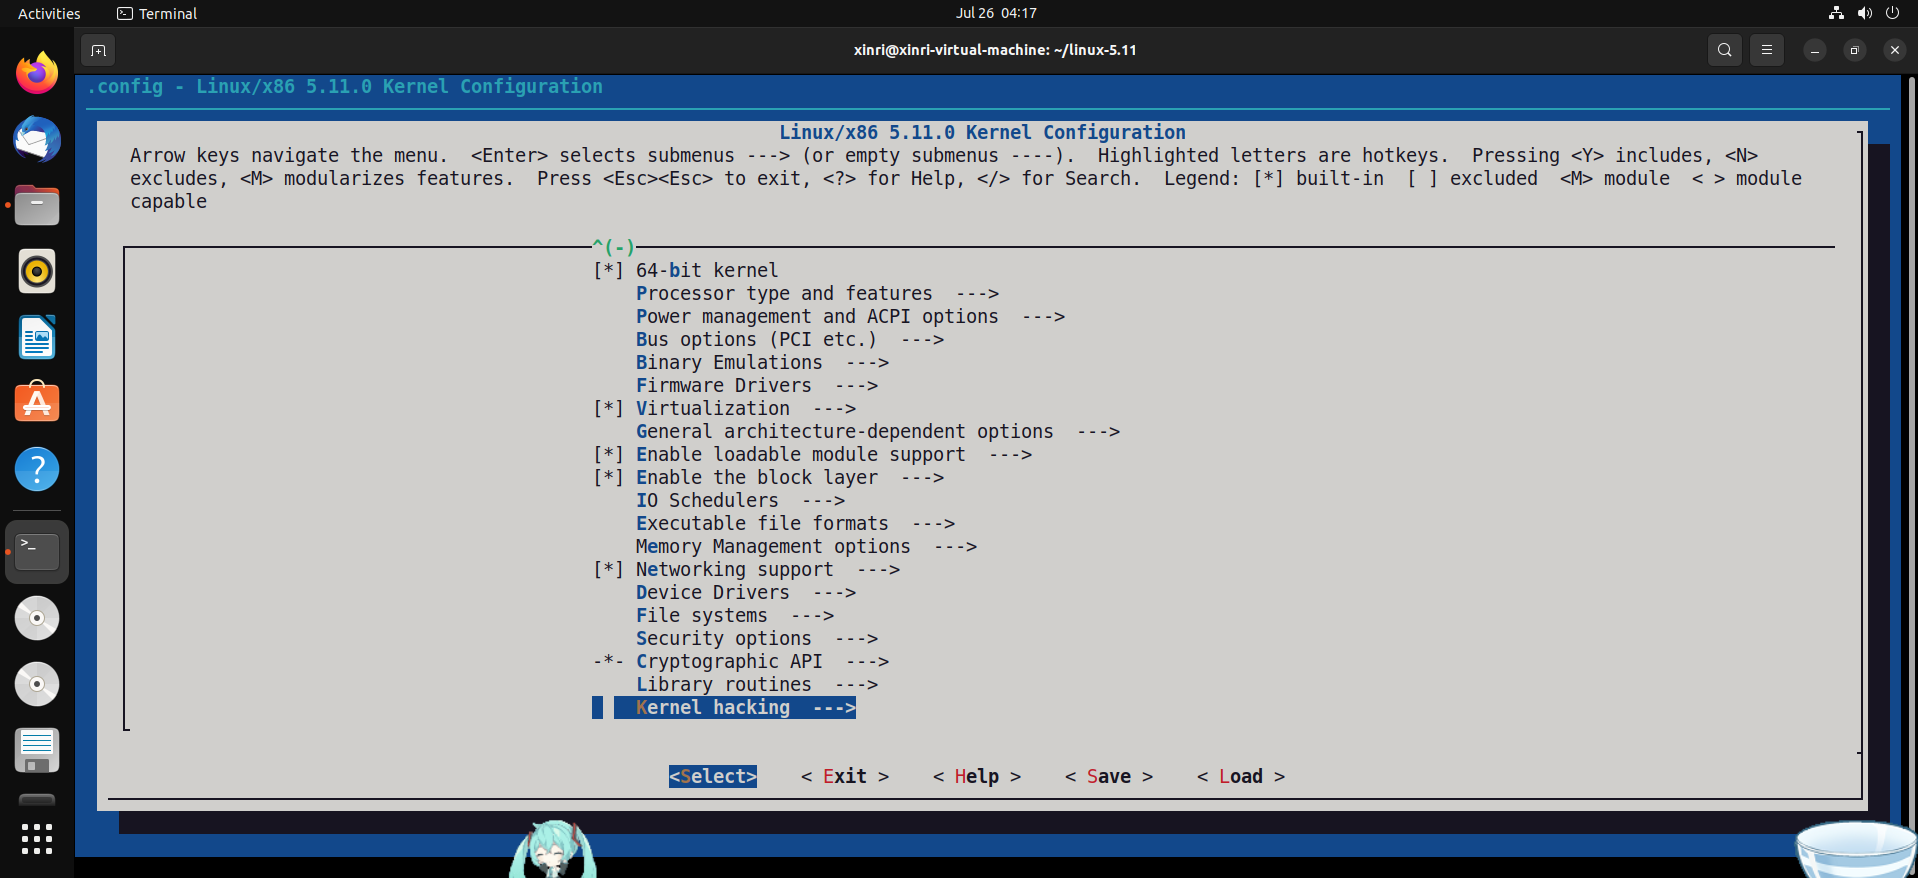 Activities
Terminal
Jul 26 04:17
xinri@xinri-virtual-machine: ~/linux-5.11
.config - Linux/x86 5.11.0 Kernel Configuration
Linux/x86 5.11.0 Kernel Configuration
Arrow keys navigate the menu.  <Enter> selects submenus ---> (or empty submenus ----).  Highlighted letters are hotkeys.  Pressing <Y> includes, <N>
excludes, <M> modularizes features.  Press <Esc><Esc> to exit, <?> for Help, </> for Search.  Legend: [*] built-in  [ ] excluded  <M> module  < > module
capable
^(-)
[*] 64-bit kernel
Processor type and features  --->
Power management and ACPI options  --->
Bus options (PCI etc.)  --->
Binary Emulations  --->
Firmware Drivers  --->
[*] Virtualization  --->
General architecture-dependent options  --->
[*] Enable loadable module support  --->
[*] Enable the block layer  --->
IO Schedulers  --->
Executable file formats  --->
Memory Management options  --->
[*] Networking support  --->
Device Drivers  --->
File systems  --->
Security options  --->
-*- Cryptographic API  --->
Library routines  --->
Kernel hacking  --->
<Select>    < Exit >    < Help >    < Save >    < Load >